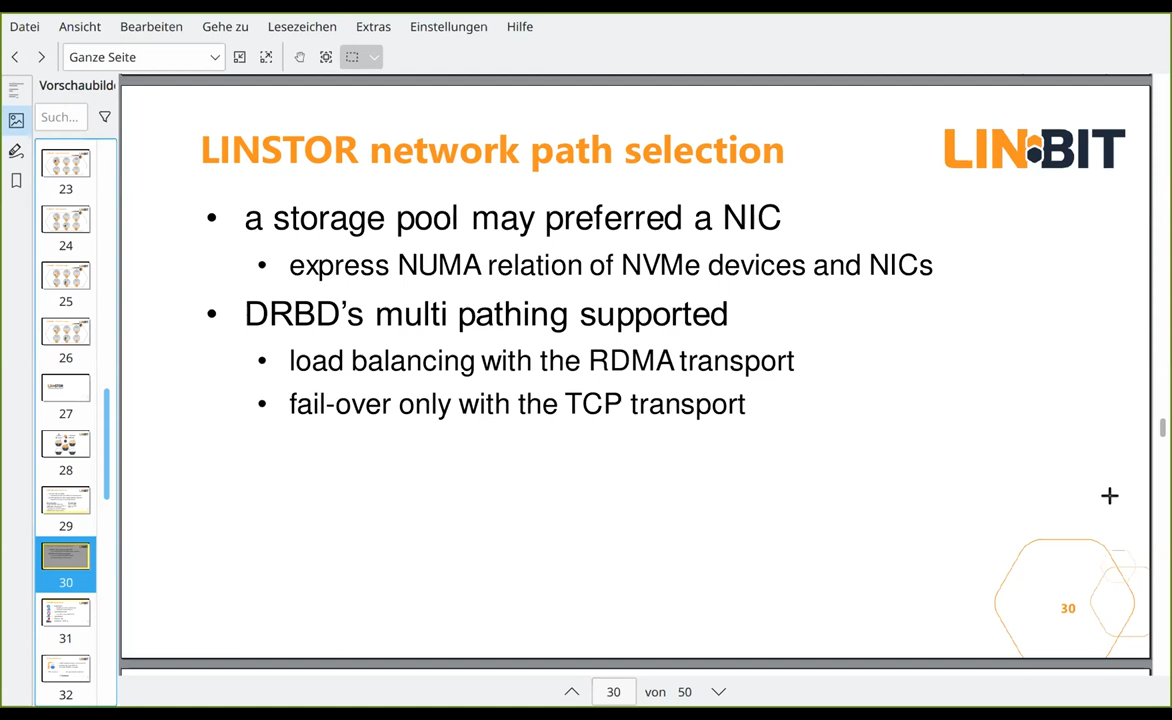 Datei Ansicht Bearbeiten Gehe zu Lesezeichen Extras Einstellungen Hilfe
Ganze Seite
Vorschaubild
Such...
23
24
25
26
27
28
29
30
31
32
LINSTOR network path selection
LINBIT
• a storage pool may preferred a NIC
• express NUMA relation of NVMe devices and NICs
• DRBD’s multi pathing supported
• load balancing with the RDMA transport
• fail-over only with the TCP transport
30
30 von 50